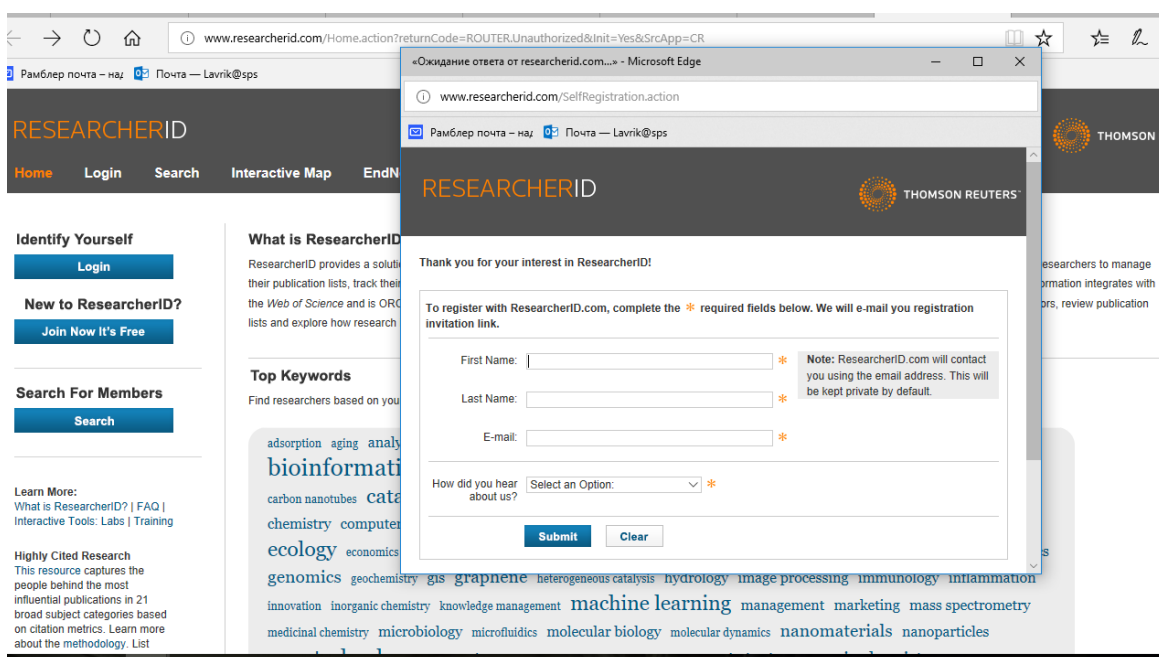 www.researcherid.com/Home.action?returnCode=ROUTER.Unauthorized&Init=Yes&SrcApp=CR
Рамблер почта – над
Почта — Lavrik@sps
RESEARCHERID
THOMSON
Home Login Search Interactive Map EndN
Identify Yourself
Login
New to ResearcherID?
Join Now It's Free
Search For Members
Search
Learn More:
What is ResearcherID? | FAQ |
Interactive Tools: Labs | Training
Highly Cited Research
This resource captures the
people behind the most
influential publications in 21
broad subject categories based
on citation metrics. Learn more
about the methodology. List
What is ResearcherID
ResearcherID provides a soluti
their publication lists, track thei
the Web of Science and is ORC
lists and explore how research
esearchers to manage
ormation integrates with
ors, review publication
Top Keywords
Find researchers based on you
adsorption aging analy
bioinformati
carbon nanotubes cata
chemistry computer
ecology economics
genomics geochemistry gis graphene heterogeneous catalysis hydrology image processing immunology inflammation
innovation inorganic chemistry knowledge management machine learning management marketing mass spectrometry
medicinal chemistry microbiology microfluidics molecular biology molecular dynamics nanomaterials nanoparticles
«Ожидание ответа от researcherid.com...» - Microsoft Edge
www.researcherid.com/SelfRegistration.action
Рамблер почта – над
Почта — Lavrik@sps
RESEARCHERID
THOMSON REUTERS™
Thank you for your interest in ResearcherID!
To register with ResearcherID.com, complete the * required fields below. We will e-mail you registration
invitation link.
First Name: *
Note: ResearcherID.com will contact
you using the email address. This will
be kept private by default.
Last Name: *
E-mail: *
How did you hear
about us?
Select an Option: *
Submit Clear